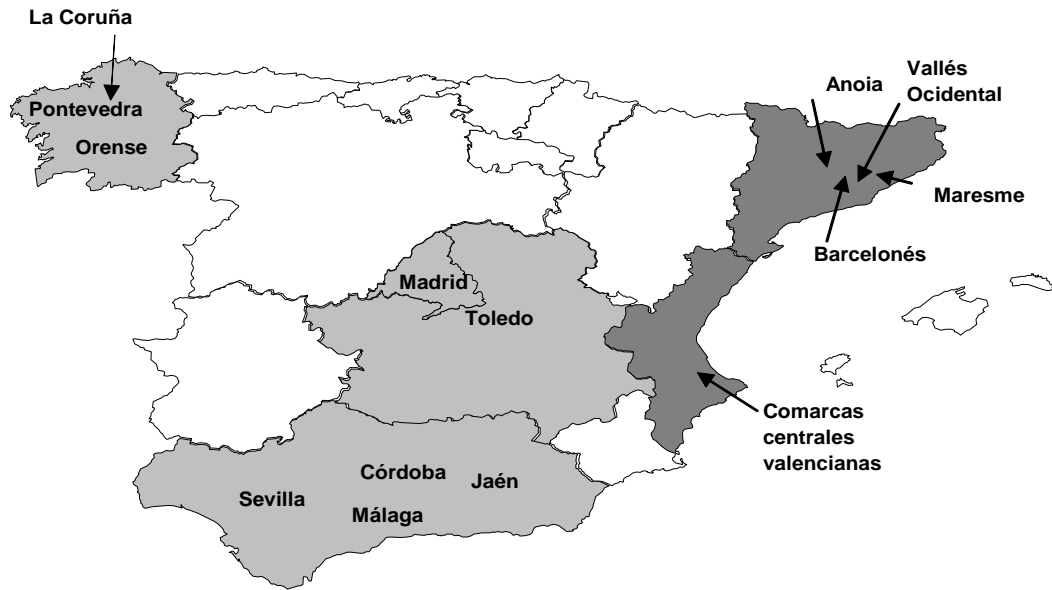 La Coruña
Pontevedra
Orense
Anoia
Vallés
Ocidental
Maresme
Barcelonés
Madrid
Toledo
Comarcas
centrales
valencianas
Córdoba
Jaén
Sevilla
Málaga